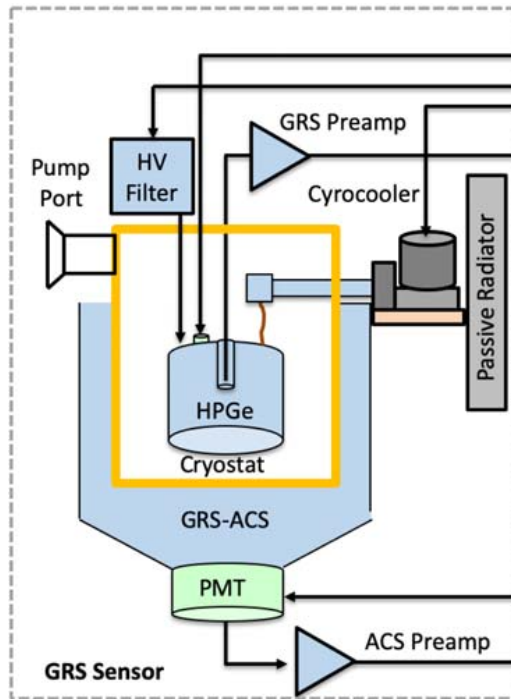 GRS Preamp
HV
Filter
Pump
Port
Cyrocooler
Passive Radiator
HPGe
Cryostat
GRS-ACS
PMT
ACS Preamp
GRS Sensor